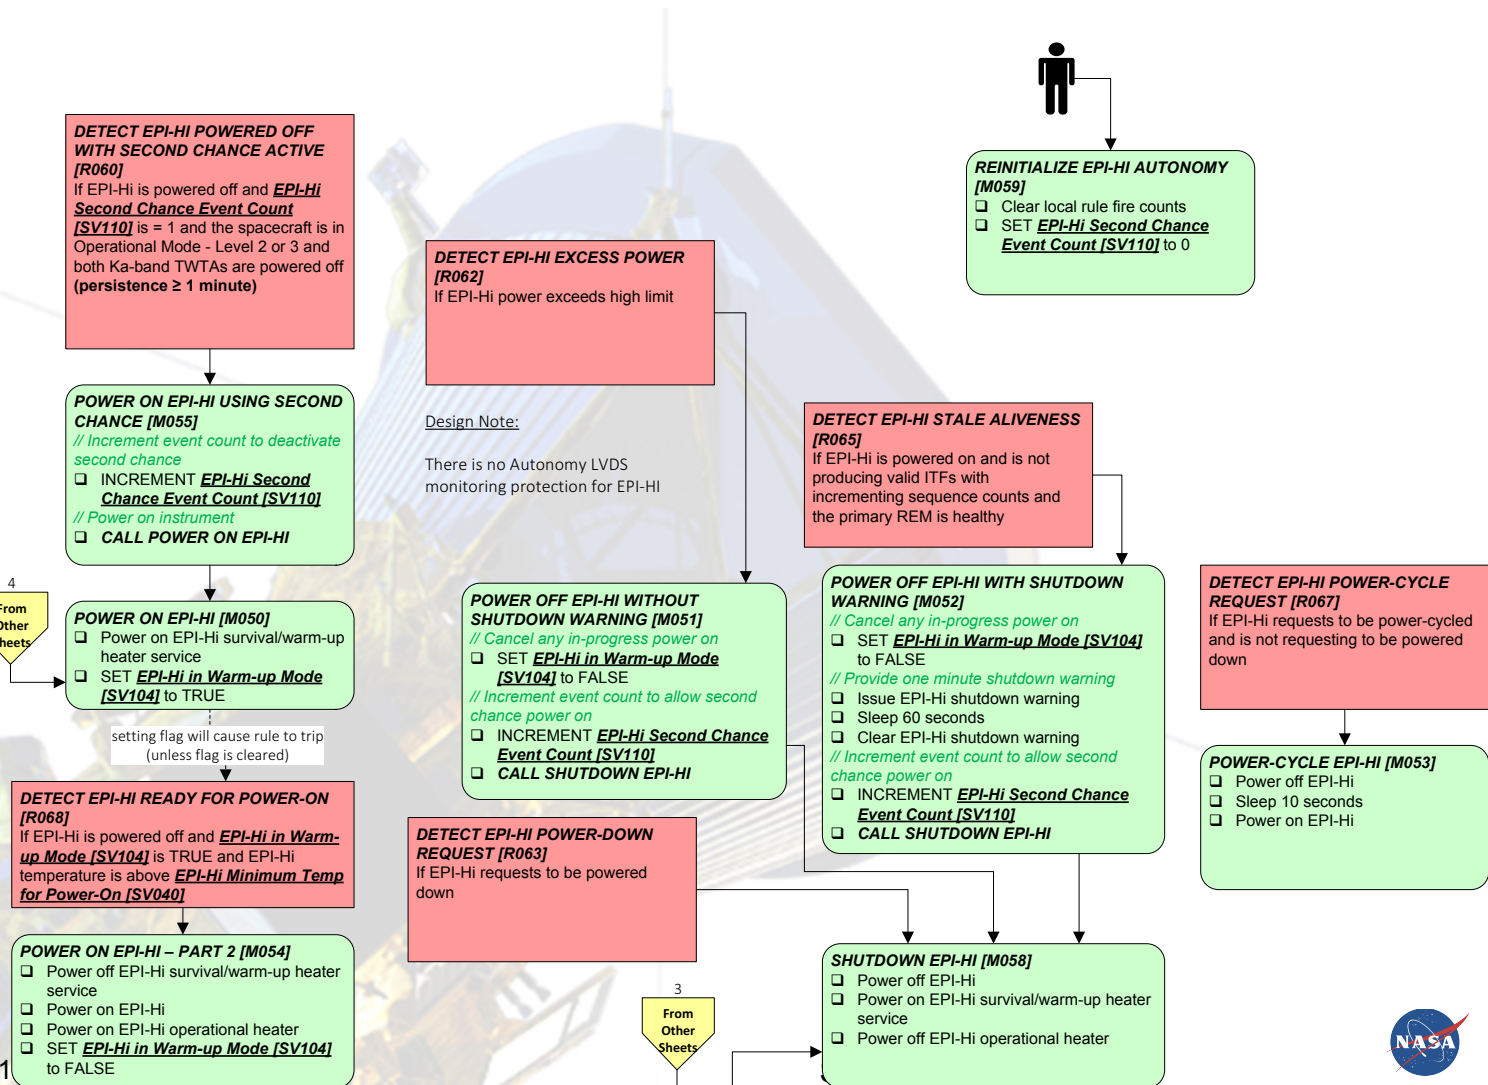 DETECT EPI-HI POWERED OFF
WITH SECOND CHANCE ACTIVE
[R060]
If EPI-Hi is powered off and EPI-Hi
Second Chance Event Count
[SV110] is = 1 and the spacecraft is in
Operational Mode - Level 2 or 3 and
both Ka-band TWTAs are powered off
(persistence ≥ 1 minute)
POWER ON EPI-HI USING SECOND
CHANCE [M055]
// Increment event count to deactivate
second chance
❑ INCREMENT EPI-Hi Second
Chance Event Count [SV110]
// Power on instrument
❑ CALL POWER ON EPI-HI
4
From
Other
Sheets
POWER ON EPI-HI [M050]
❑ Power on EPI-Hi survival/warm-up
heater service
❑ SET EPI-Hi in Warm-up Mode
[SV104] to TRUE
setting flag will cause rule to trip
(unless flag is cleared)
DETECT EPI-HI READY FOR POWER-ON
[R068]
If EPI-Hi is powered off and EPI-Hi in Warm-
up Mode [SV104] is TRUE and EPI-Hi
temperature is above EPI-Hi Minimum Temp
for Power-On [SV040]
POWER ON EPI-HI – PART 2 [M054]
❑ Power off EPI-Hi survival/warm-up heater
service
❑ Power on EPI-Hi
❑ Power on EPI-Hi operational heater
❑ SET EPI-Hi in Warm-up Mode [SV104]
to FALSE
1
DETECT EPI-HI EXCESS POWER
[R062]
If EPI-Hi power exceeds high limit
Design Note:
There is no Autonomy LVDS
monitoring protection for EPI-HI
POWER OFF EPI-HI WITHOUT
SHUTDOWN WARNING [M051]
// Cancel any in-progress power on
❑ SET EPI-Hi in Warm-up Mode
[SV104] to FALSE
// Increment event count to allow second
chance power on
❑ INCREMENT EPI-Hi Second Chance
Event Count [SV110]
❑ CALL SHUTDOWN EPI-HI
DETECT EPI-HI POWER-DOWN
REQUEST [R063]
If EPI-Hi requests to be powered
down
3
From
Other
Sheets
REINITIALIZE EPI-HI AUTONOMY
[M059]
❑ Clear local rule fire counts
❑ SET EPI-Hi Second Chance
Event Count [SV110] to 0
DETECT EPI-HI STALE ALIVENESS
[R065]
If EPI-Hi is powered on and is not
producing valid ITFs with
incrementing sequence counts and
the primary REM is healthy
POWER OFF EPI-HI WITH SHUTDOWN
WARNING [M052]
// Cancel any in-progress power on
❑ SET EPI-Hi in Warm-up Mode [SV104]
to FALSE
// Provide one minute shutdown warning
❑ Issue EPI-Hi shutdown warning
❑ Sleep 60 seconds
❑ Clear EPI-Hi shutdown warning
// Increment event count to allow second
chance power on
❑ INCREMENT EPI-Hi Second Chance
Event Count [SV110]
❑ CALL SHUTDOWN EPI-HI
SHUTDOWN EPI-HI [M058]
❑ Power off EPI-Hi
❑ Power on EPI-Hi survival/warm-up heater
service
❑ Power off EPI-Hi operational heater
DETECT EPI-HI POWER-CYCLE
REQUEST [R067]
If EPI-Hi requests to be power-cycled
and is not requesting to be powered
down
POWER-CYCLE EPI-HI [M053]
❑ Power off EPI-Hi
❑ Sleep 10 seconds
❑ Power on EPI-Hi
NASA